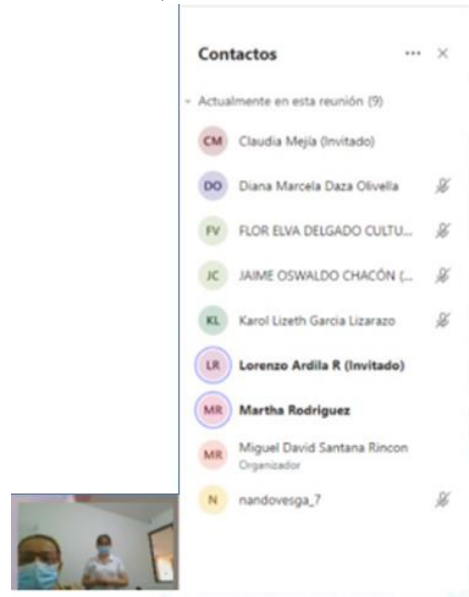 Contactos
Actualmente en esta reunión (9)
CM Claudia Mejía (Invitado)
DO Diana Marcela Daza Olivella
FV FLOR ELVA DELGADO CULTU...
JC JAIME OSWALDO CHACÓN (...
KL Karol Lizeth Garcia Lizarazo
LR Lorenzo Ardila R (Invitado)
MR Martha Rodriguez
MR Miguel David Santana Rincon
Organizador
N nandovesga_7